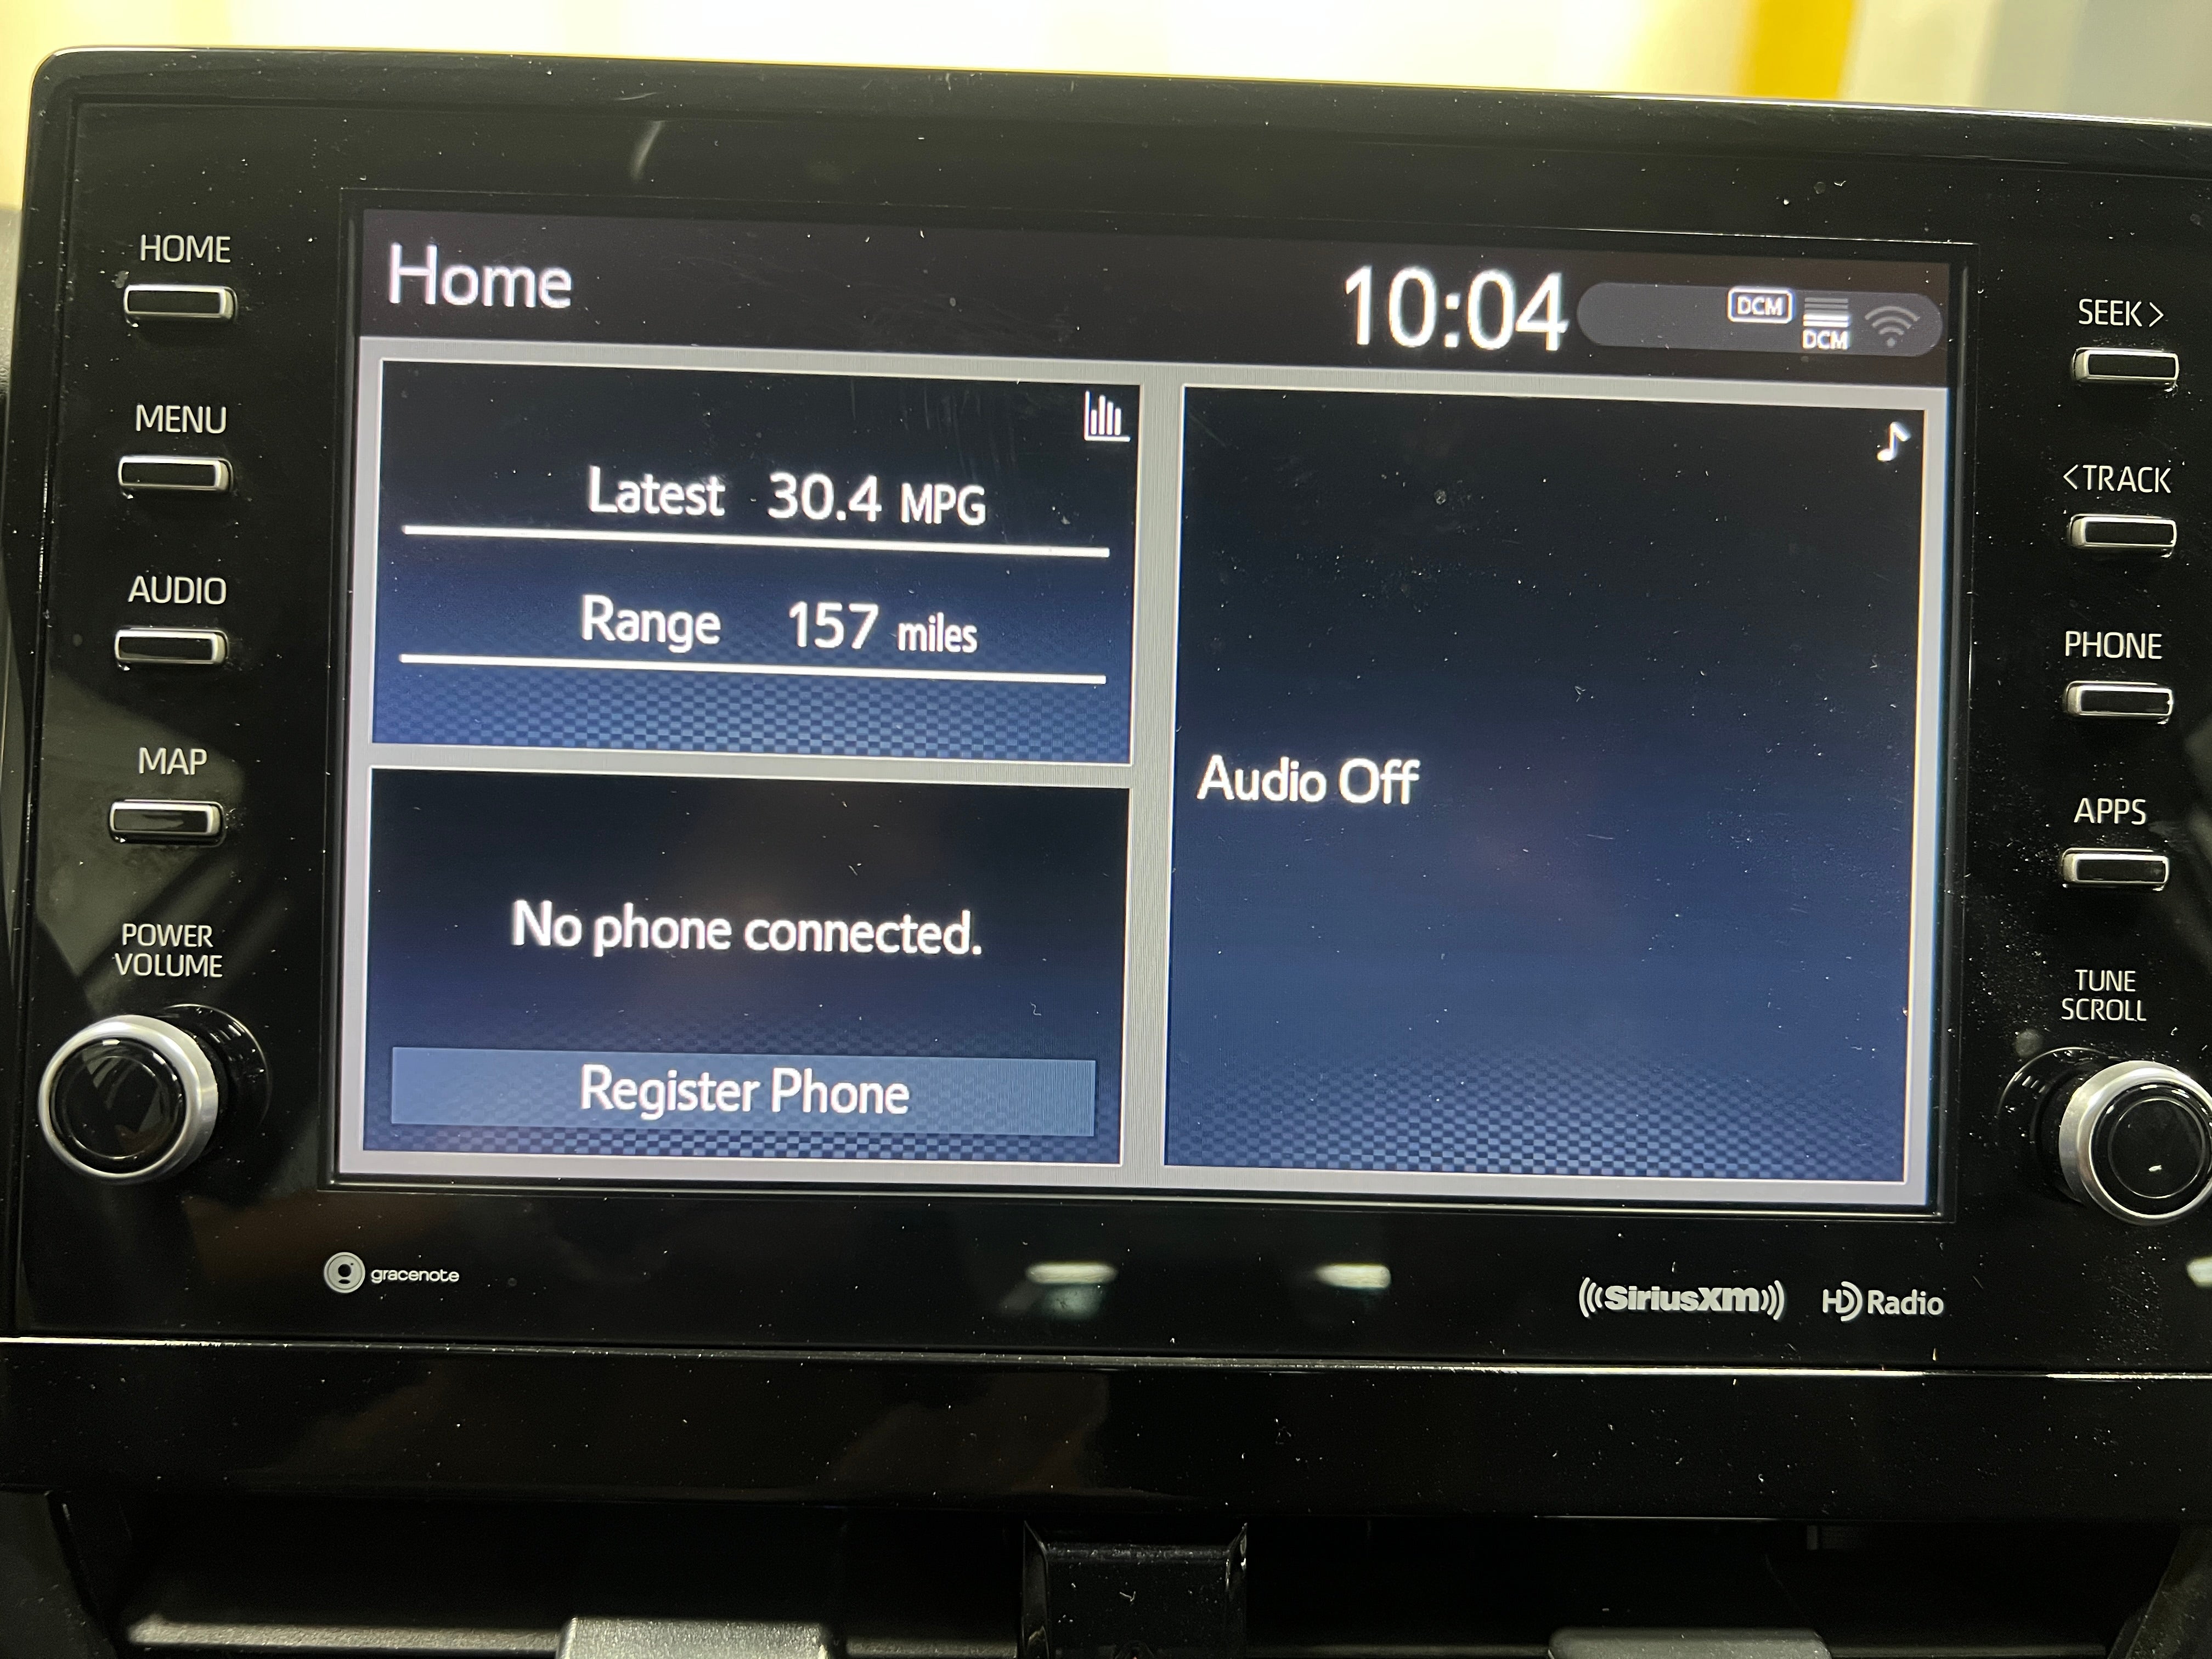 HOME
MENU
AUDIO
MAP
POWER
VOLUME
Home
10:04
DCM
DCM
Latest 30.4 MPG
Range 157 miles
No phone connected.
Register Phone
Audio Off
SEEK>
<TRACK
PHONE
APPS
TUNE
SCROLL
gracenote
(((SiriusXM)))
HD Radio